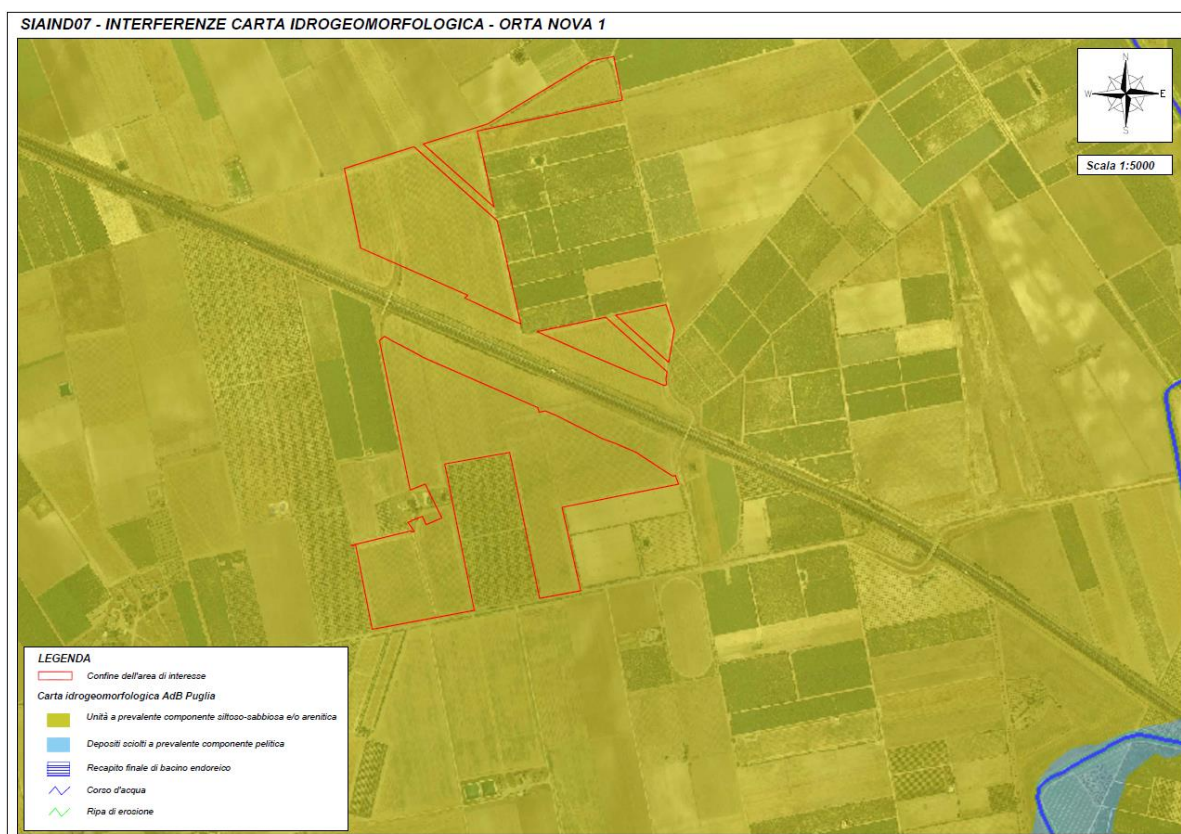 SIAIND07 - INTERFERENZE CARTA IDROGEOMORFOLOGICA - ORTA NOVA 1
N
W
E
S
Scala 1:5000
LEGENDA
Confine dell'area di interesse
Carta idrogeomorfologica AdB Puglia
Unità a prevalente componente siltoso-sabbiosa e/o arenitica
Depositi sciolti a prevalente componente pelitica
Recapito finale di bacino endoreico
Corso d'acqua
Ripa di erosione